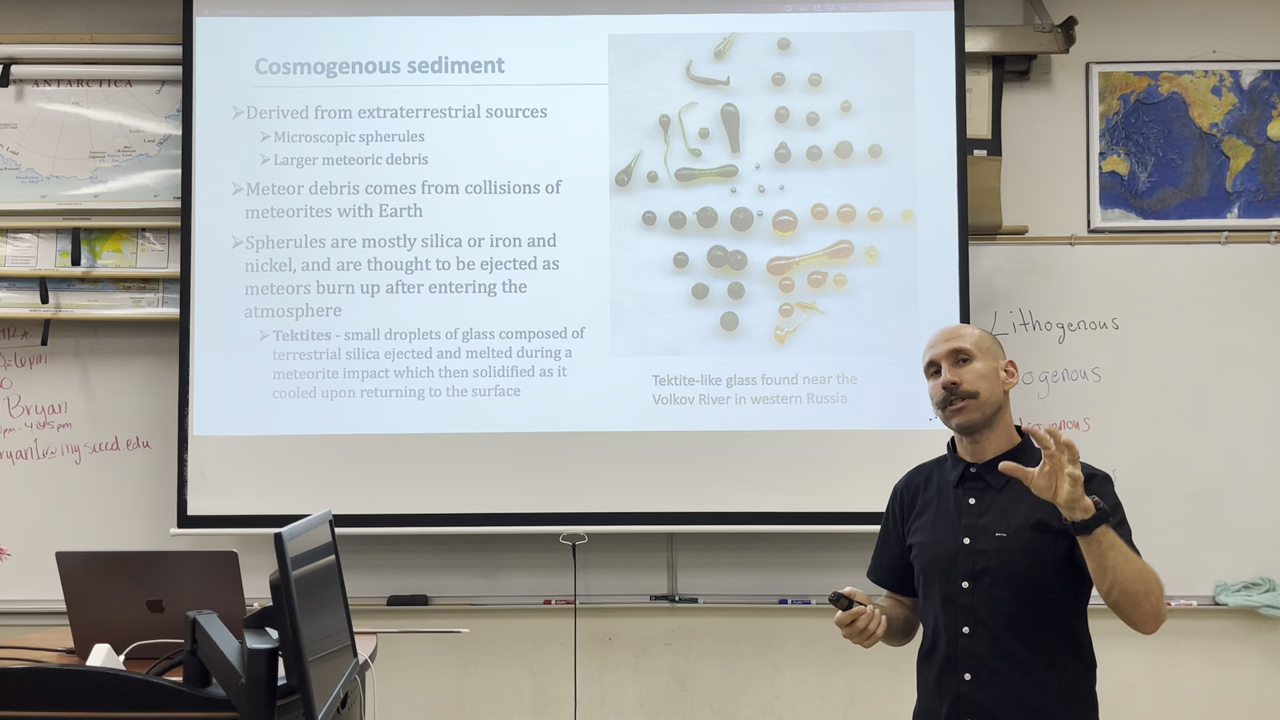 Cosmogenous sediment
➢Derived from extraterrestrial sources
➢Microscopic spherules
➢Larger meteoric debris
➢Meteor debris comes from collisions of
meteorites with Earth
➢Spherules are mostly silica or iron and
nickel, and are thought to be ejected as
meteors burn up after entering the
atmosphere
➢Tektites - small droplets of glass composed of
terrestrial silica ejected and melted during a
meteorite impact which then solidified as it
cooled upon returning to the surface
Tektite-like glass found near the
Volkov River in western Russia
ANTARCTICA
Lithogenous
ogenous
Bryan